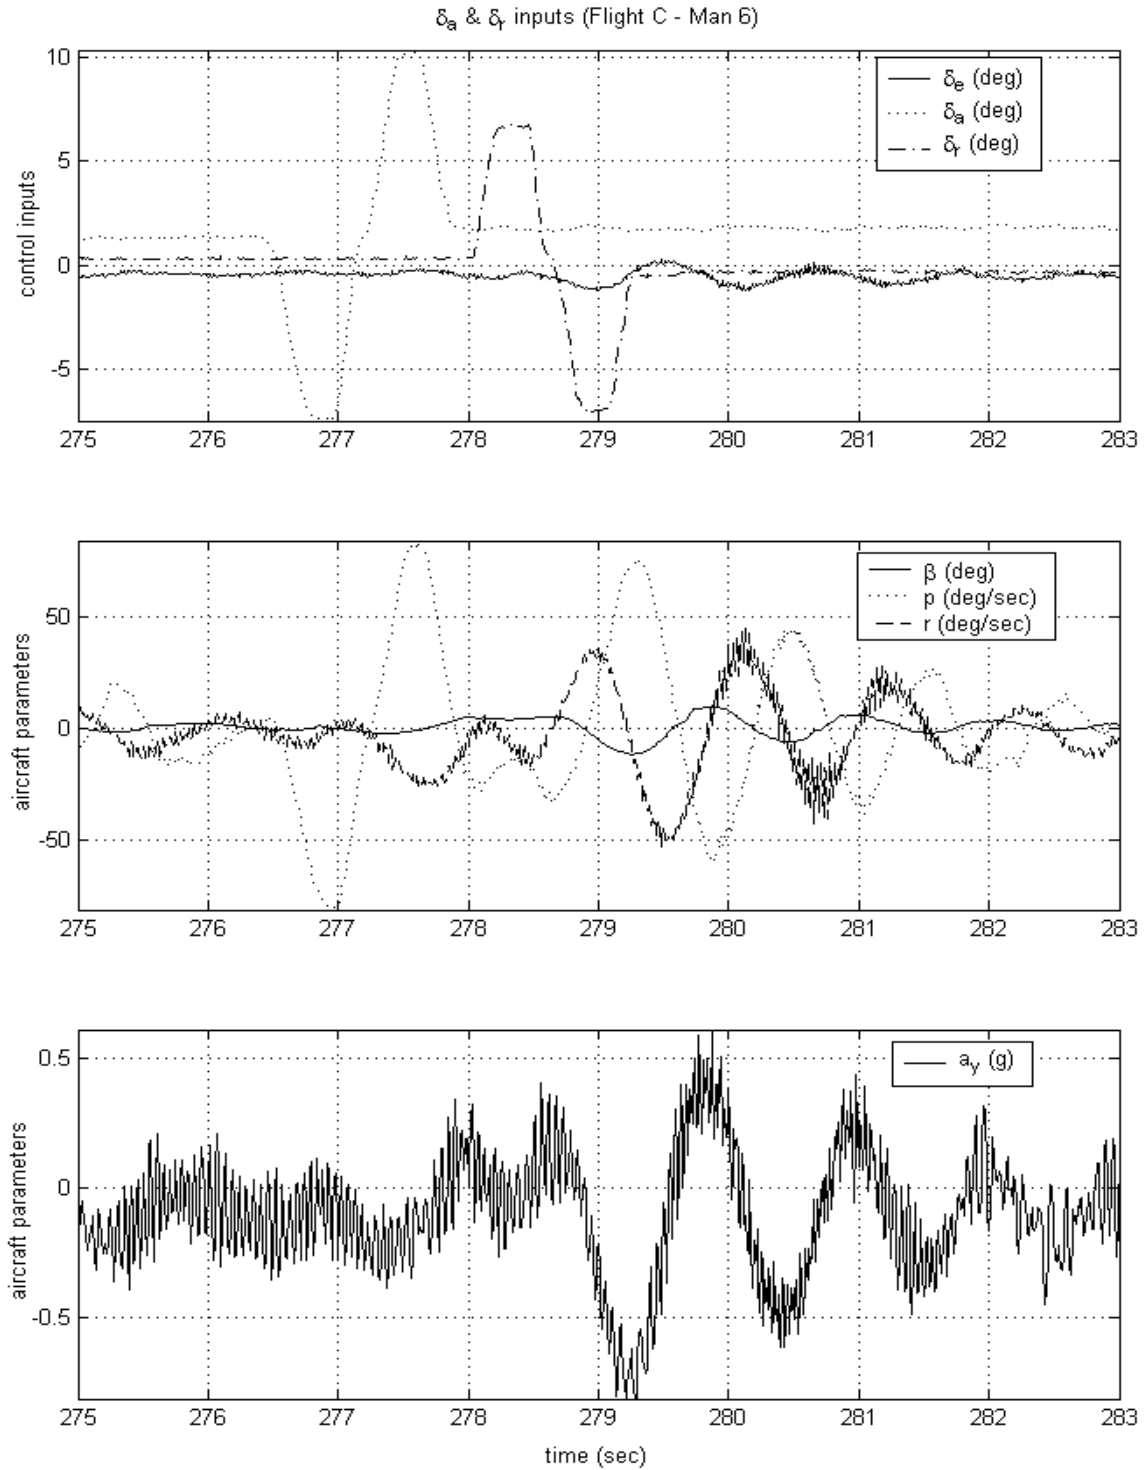 δa & δr inputs (Flight C - Man 6)
10
5
0
-5
control inputs
δe (deg)
δa (deg)
δr (deg)
275 276 277 278 279 280 281 282 283
50
0
-50
aircraft parameters
β (deg)
p (deg/sec)
r (deg/sec)
275 276 277 278 279 280 281 282 283
0.5
0
-0.5
aircraft parameters
ay (g)
275 276 277 278 279 280 281 282 283
time (sec)